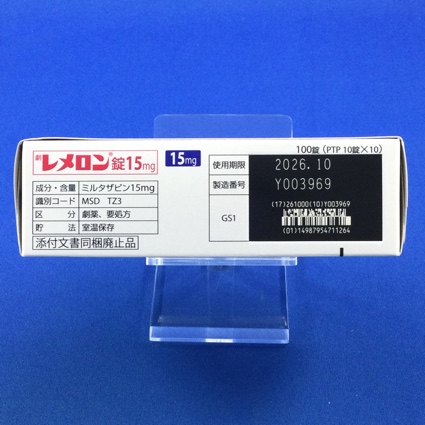 劇 レメロン®錠15mg
15mg
成分・含量 ミルタザピン15mg
識別コード MSD TZ3
区分 劇薬、要処方
貯法 室温保存
添付文書同梱廃止品
100錠（PTP 10錠×10）
使用期限 2026.10
製造番号 Y003969
GS1
(17)261000(10)Y003969
(01)14987954711264